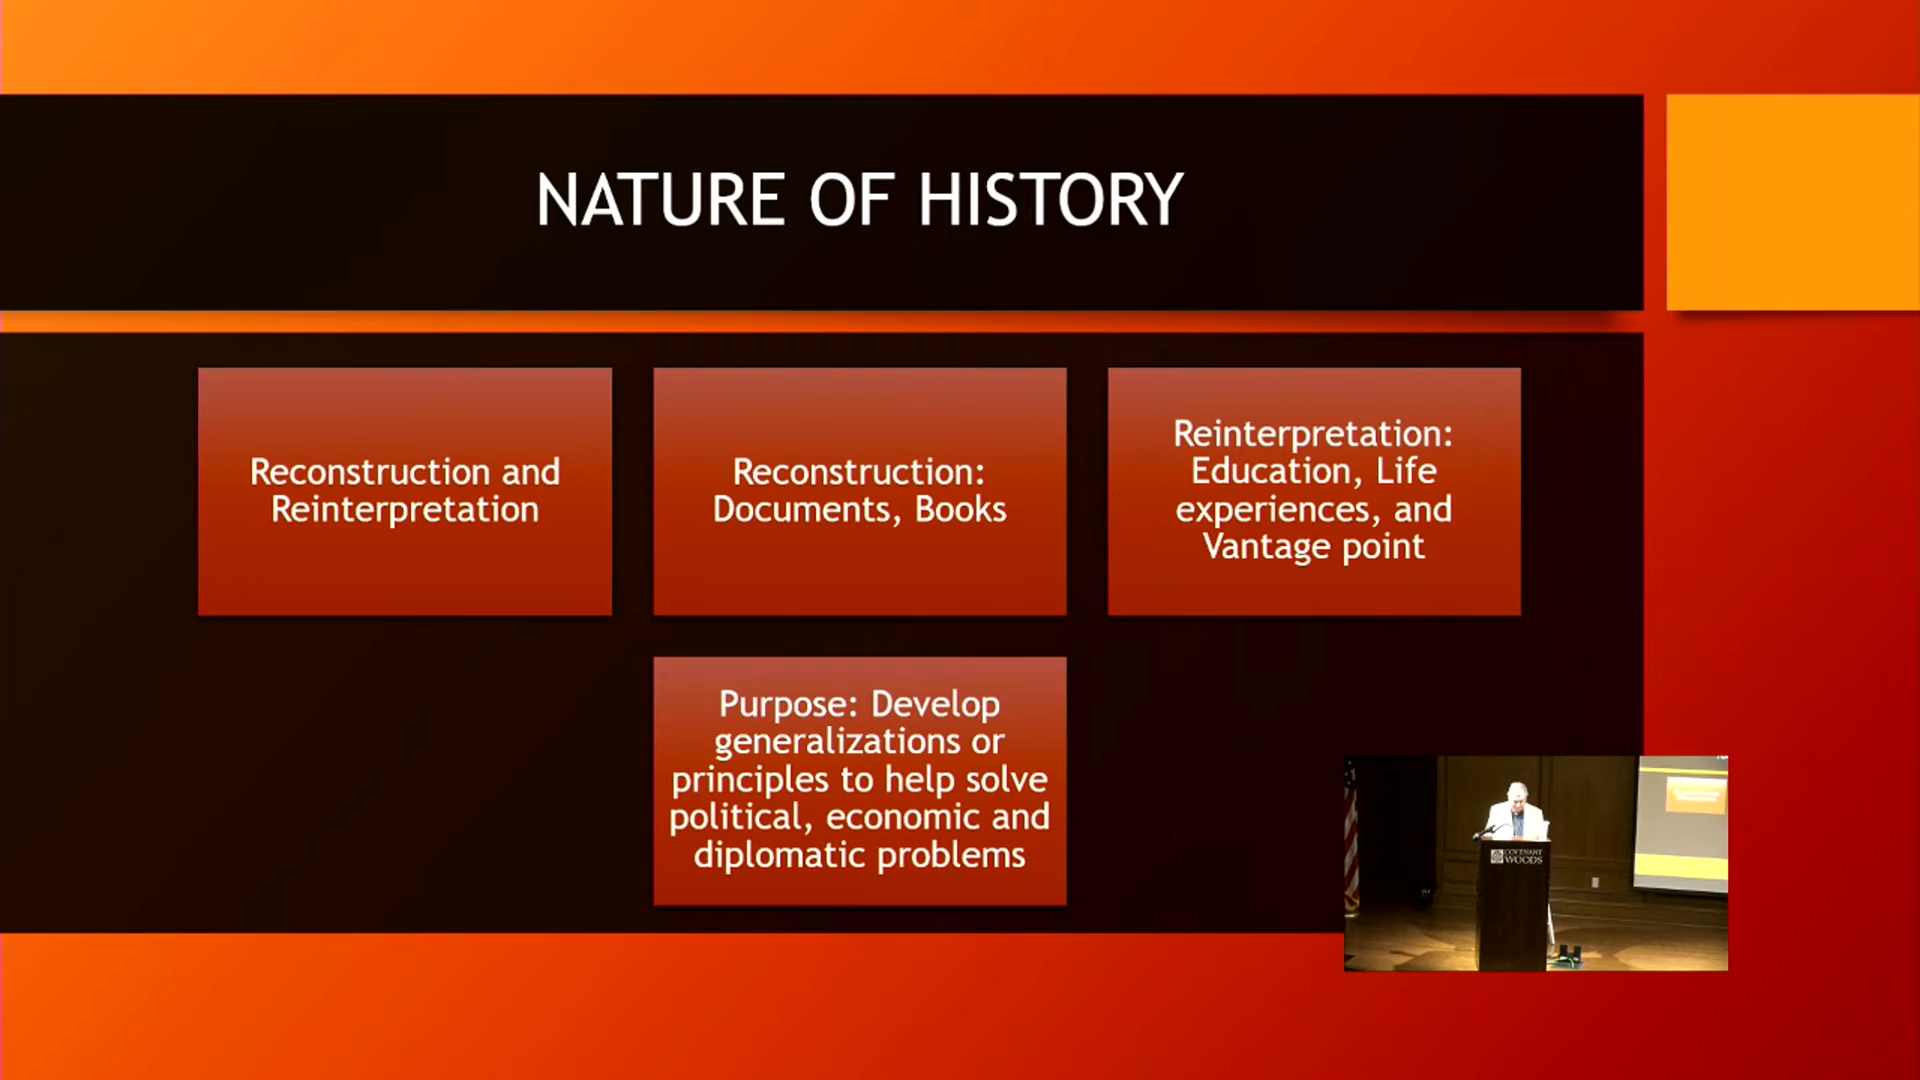 NATURE OF HISTORY
Reconstruction and
Reinterpretation
Reconstruction:
Documents, Books
Reinterpretation:
Education, Life
experiences, and
Vantage point
Purpose: Develop
generalizations or
principles to help solve
political, economic and
diplomatic problems
COVENANT
WOODS